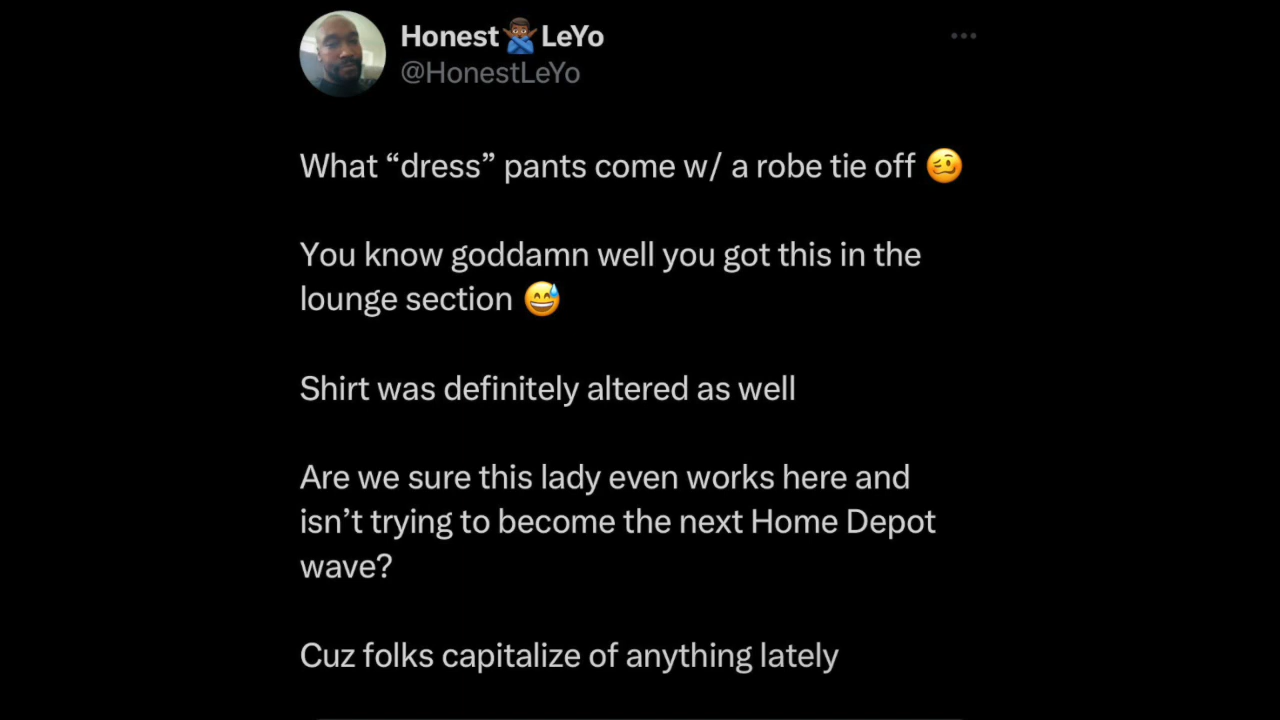 Honest🙅🏾‍♂️LeYo
@HonestLeYo
What “dress” pants come w/ a robe tie off 🥴
You know goddamn well you got this in the
lounge section 😅
Shirt was definitely altered as well
Are we sure this lady even works here and
isn’t trying to become the next Home Depot
wave?
Cuz folks capitalize of anything lately